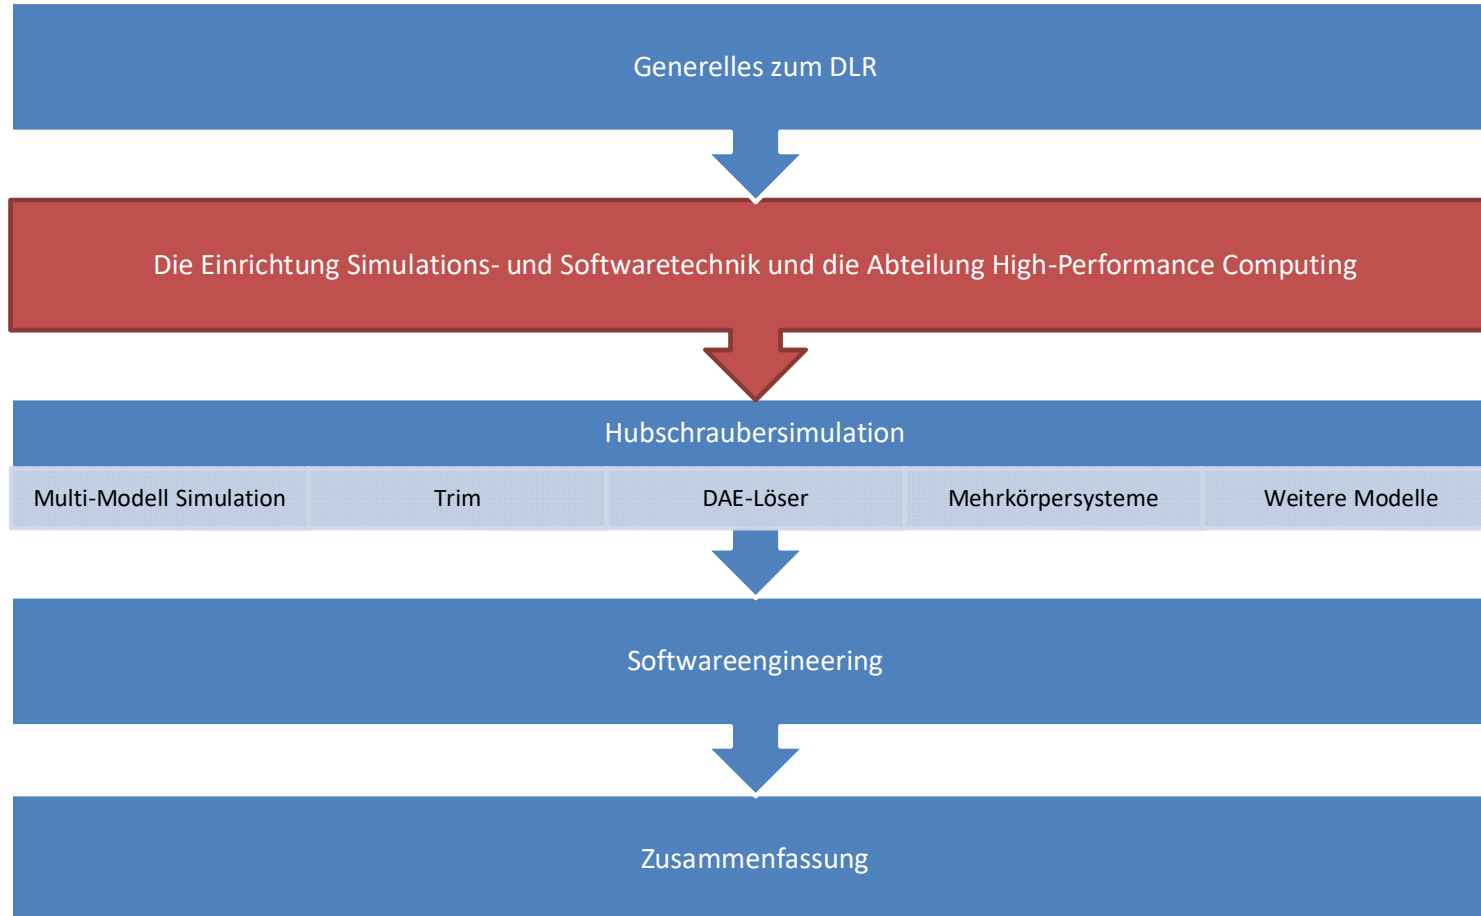 Generelles zum DLR
Die Einrichtung Simulations- und Softwaretechnik und die Abteilung High-Performance Computing
Hubschraubersimulation
Multi-Modell Simulation
Trim
DAE-Löser
Mehrkörpersysteme
Weitere Modelle
Softwareengineering
Zusammenfassung